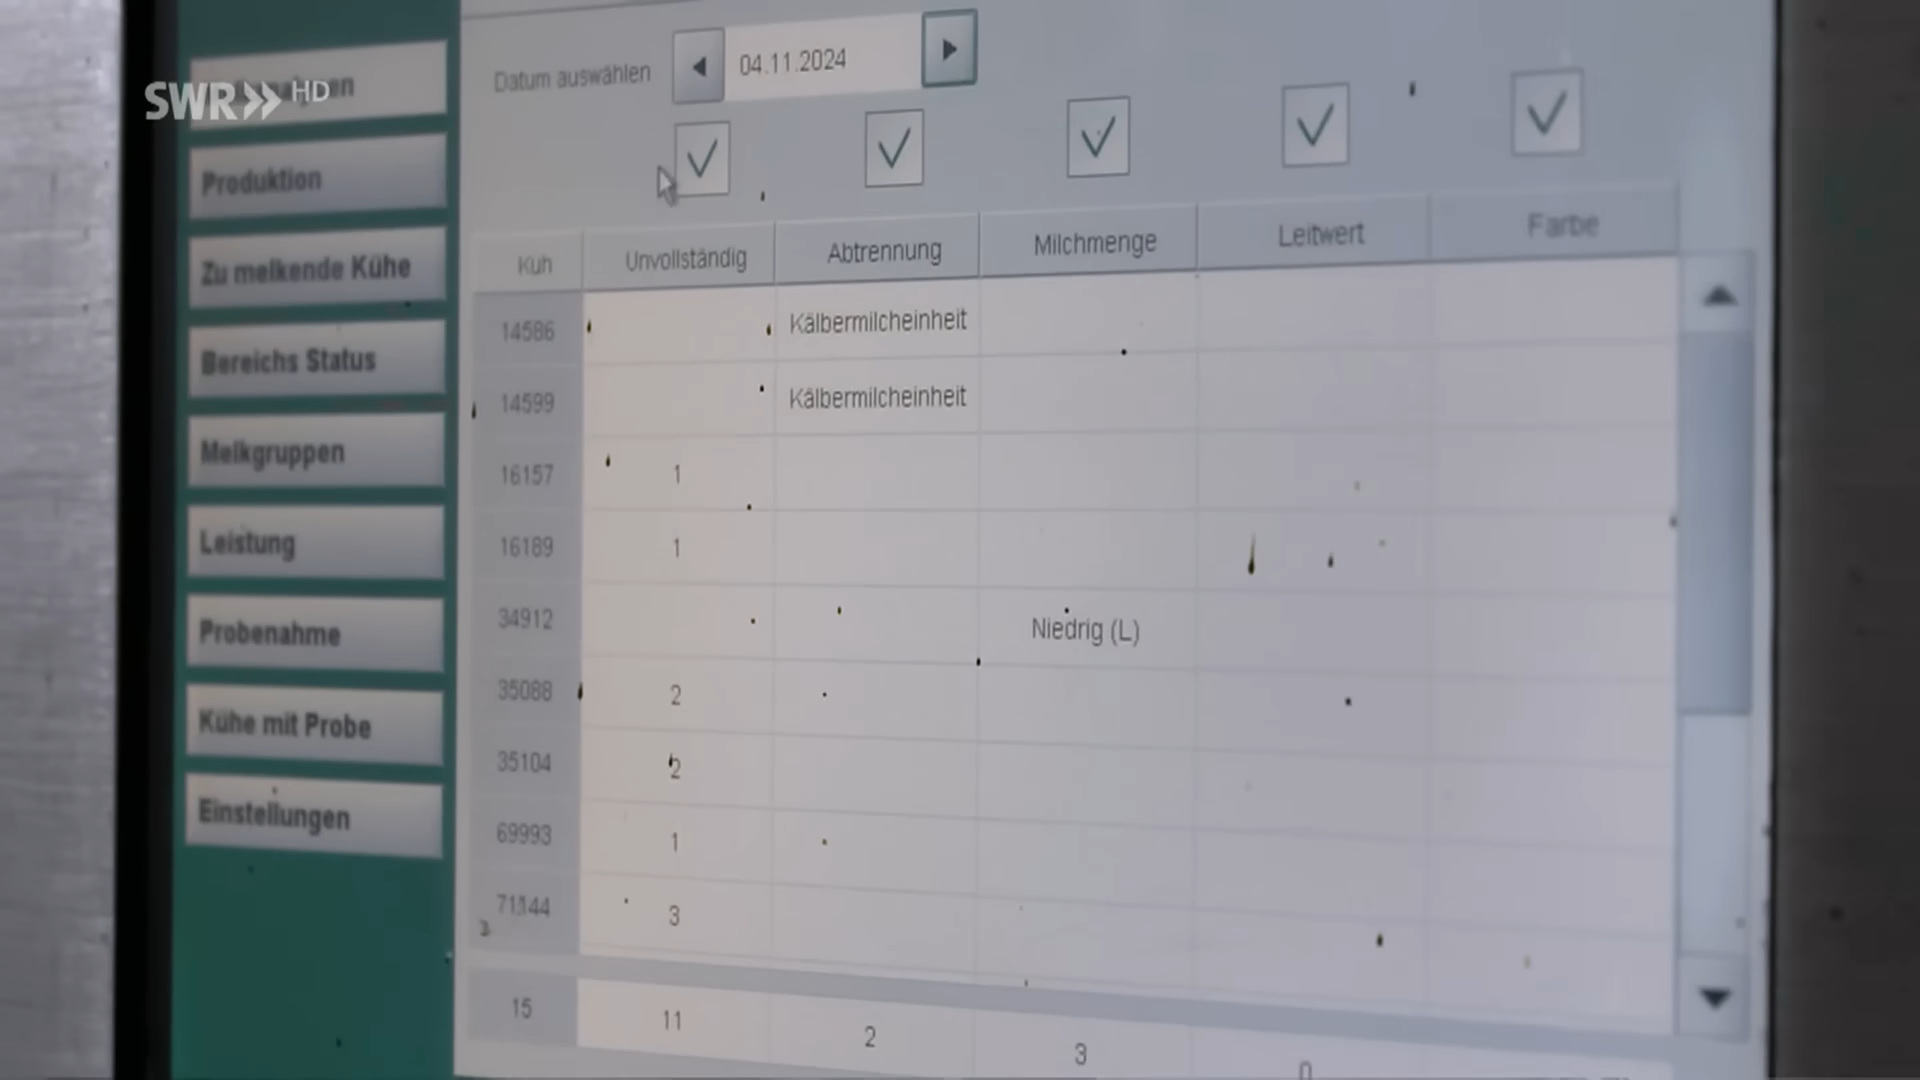 SWR HD
Datum auswählen 04.11.2024
Produktion
Zu melkende Kühe
Bereichs Status
Melkgruppen
Leistung
Probenahme
Kühe mit Probe
Einstellungen
Kuh Unvollständig Abtrennung Milchmenge Leitwert Farbe
14586 Kälbermilcheinheit
14599 Kälbermilcheinheit
16157 1
16189 1
34912 Niedrig (L)
35088 2
35104 2
69993 1
71144 3
15 11 2 3 0